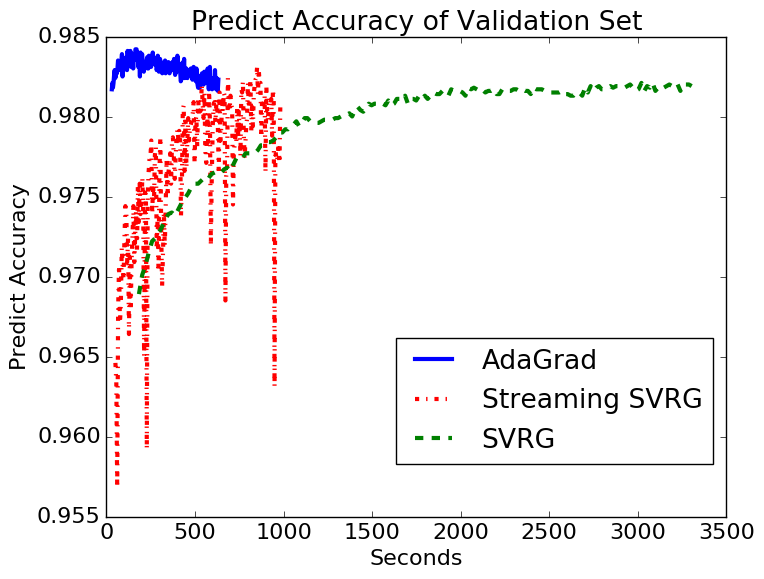 Predict Accuracy of Validation Set
Predict Accuracy
0.985
0.980
0.975
0.970
0.965
0.960
0.955
AdaGrad
Streaming SVRG
SVRG
0 500 1000 1500 2000 2500 3000 3500
Seconds